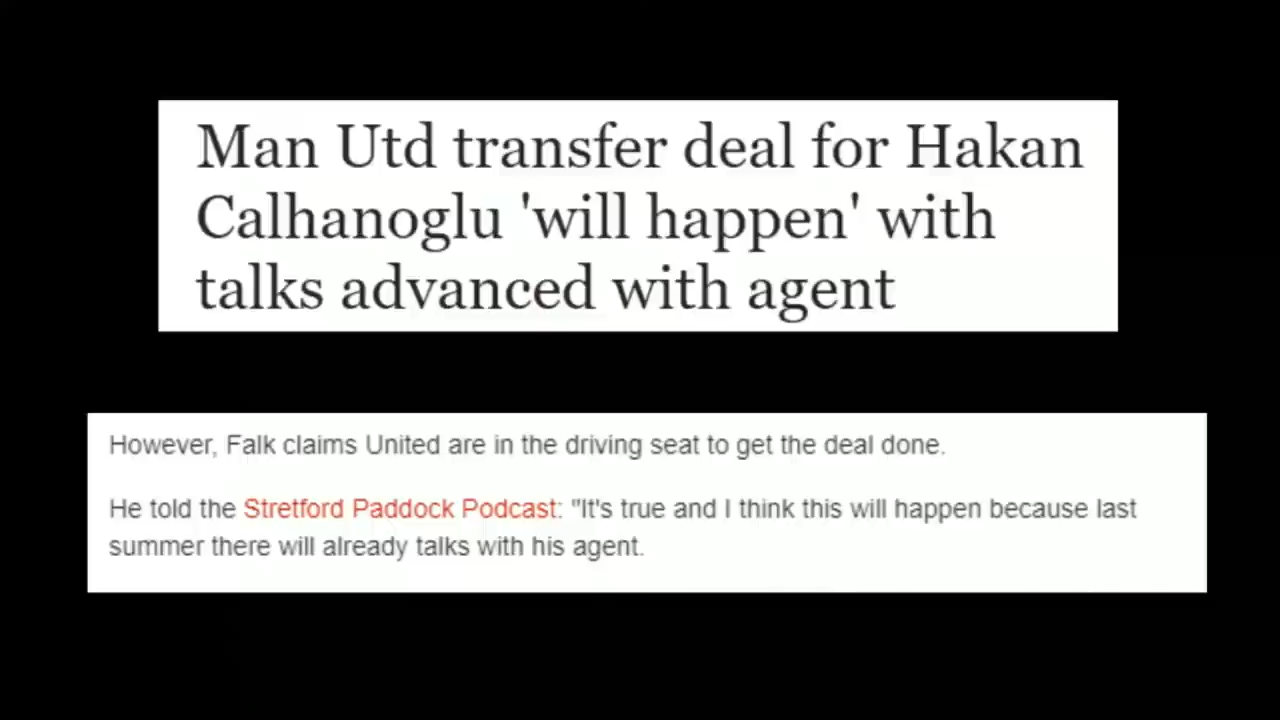 Man Utd transfer deal for Hakan
Calhanoglu 'will happen' with
talks advanced with agent
However, Falk claims United are in the driving seat to get the deal done.
He told the Stretford Paddock Podcast: "It's true and I think this will happen because last
summer there will already talks with his agent.